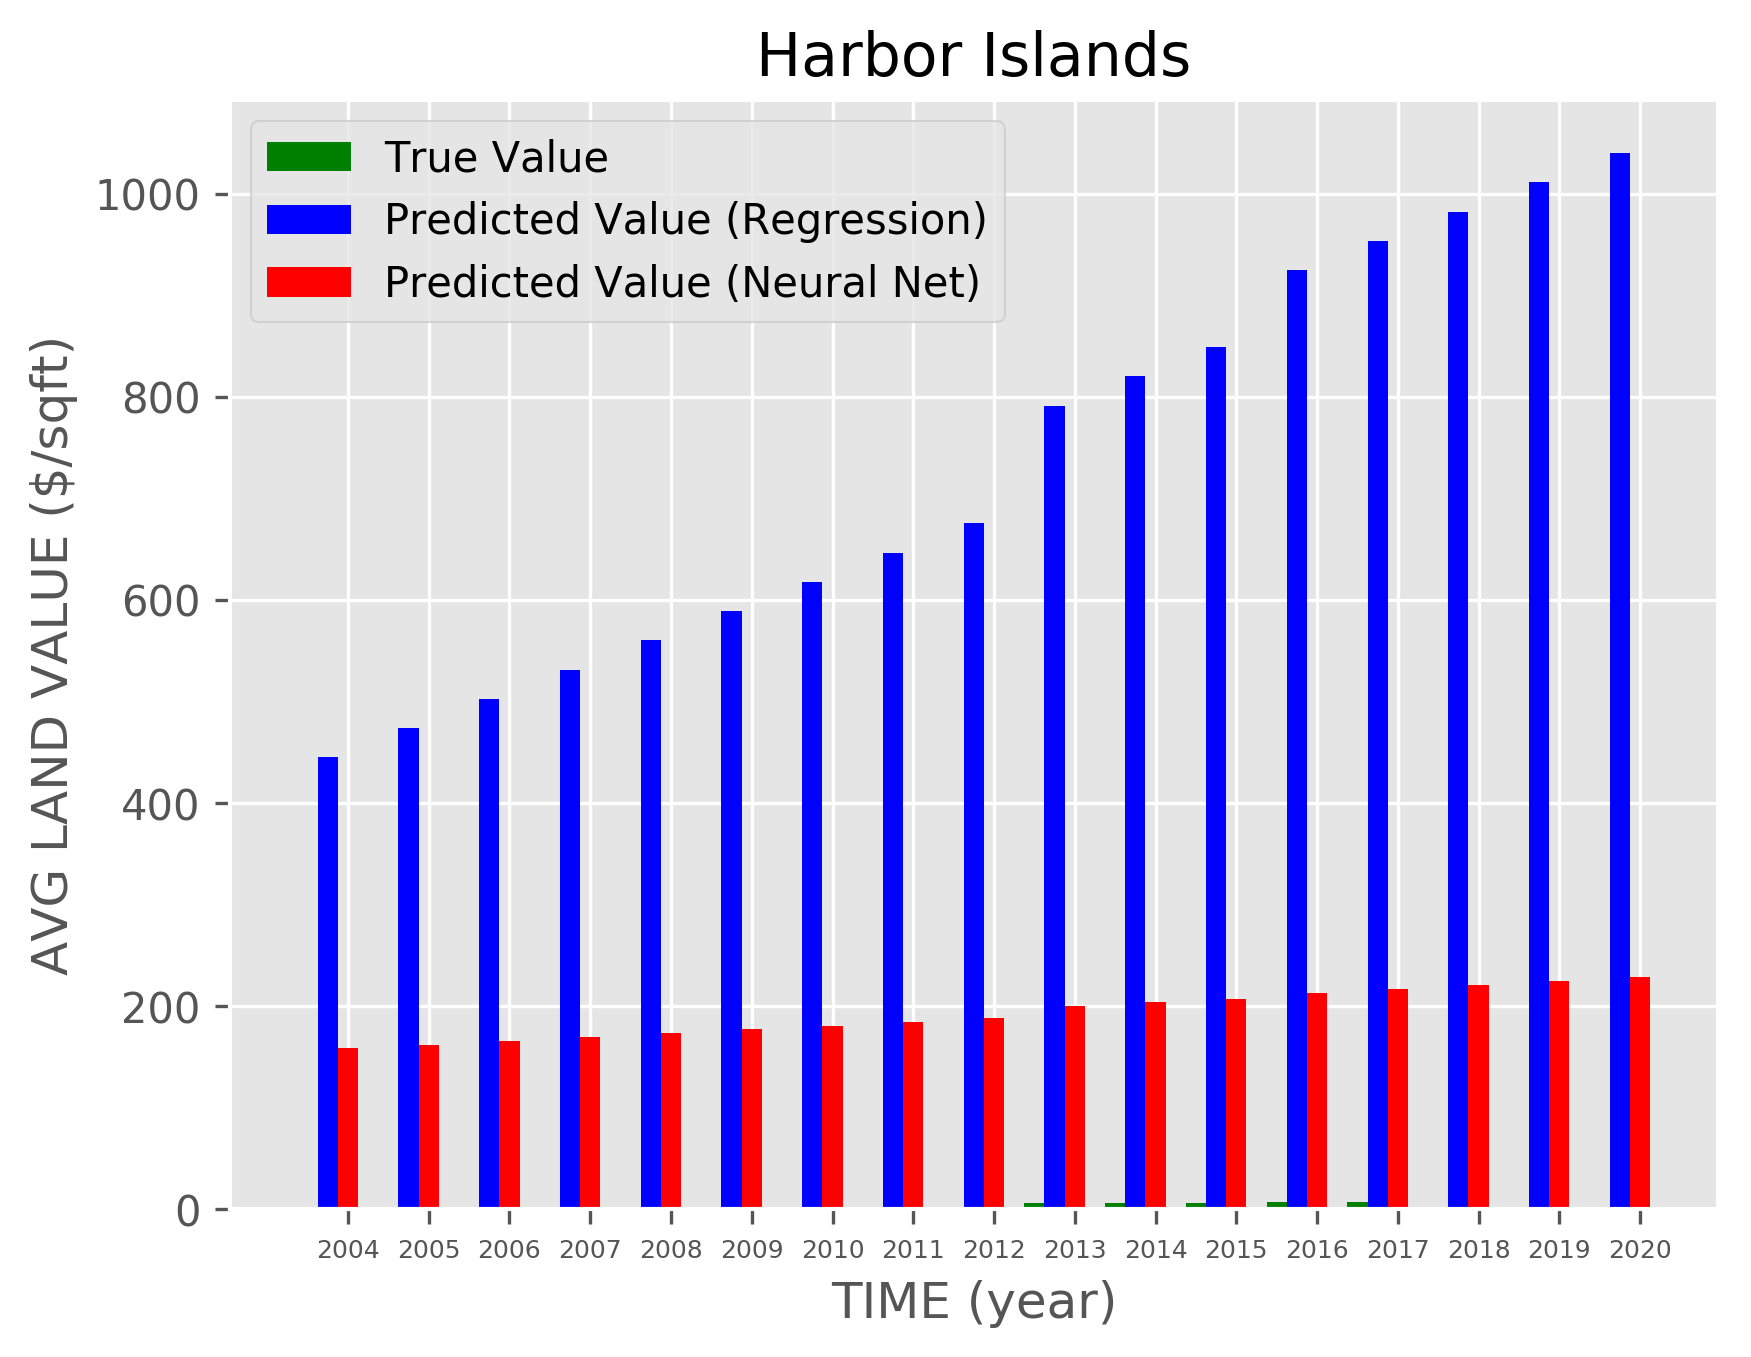 Harbor Islands
True Value
Predicted Value (Regression)
Predicted Value (Neural Net)
AVG LAND VALUE ($/sqft)
1000
800
600
400
200
0
2004 2005 2006 2007 2008 2009 2010 2011 2012 2013 2014 2015 2016 2017 2018 2019 2020
TIME (year)